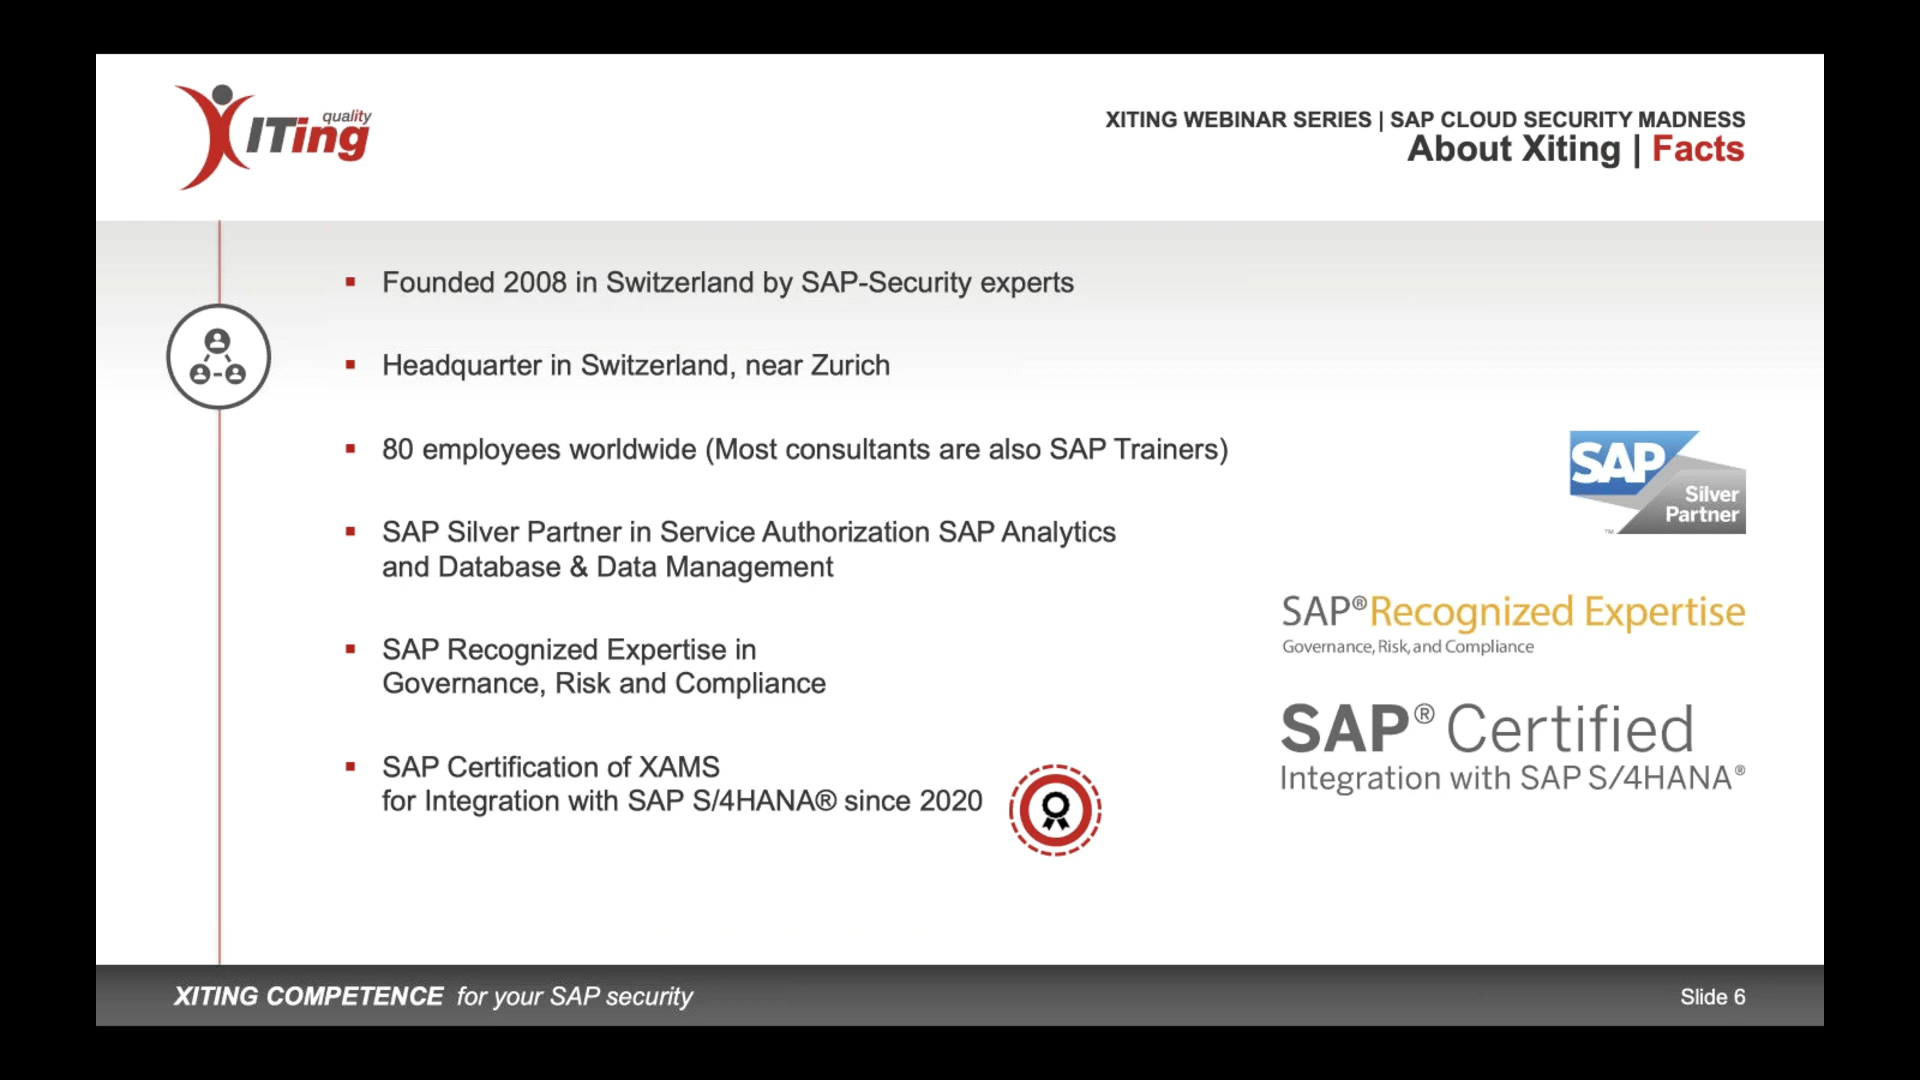 quality
XITing
XITING WEBINAR SERIES | SAP CLOUD SECURITY MADNESS
About Xiting | Facts
▪ Founded 2008 in Switzerland by SAP-Security experts
▪ Headquarter in Switzerland, near Zurich
▪ 80 employees worldwide (Most consultants are also SAP Trainers)
▪ SAP Silver Partner in Service Authorization SAP Analytics
and Database & Data Management
▪ SAP Recognized Expertise in
Governance, Risk and Compliance
▪ SAP Certification of XAMS
for Integration with SAP S/4HANA® since 2020
SAP
Silver
Partner
™
SAP® Recognized Expertise
Governance, Risk, and Compliance
SAP® Certified
Integration with SAP S/4HANA®
XITING COMPETENCE for your SAP security
Slide 6